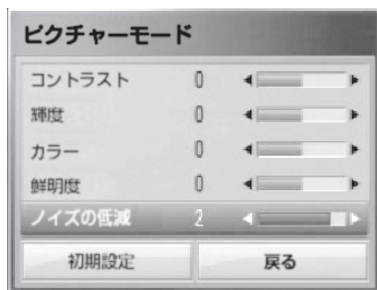 ピクチャーモード
コントラスト 0
輝度 0
カラー 0
鮮明度 0
ノイズの低減 2
初期設定 戻る